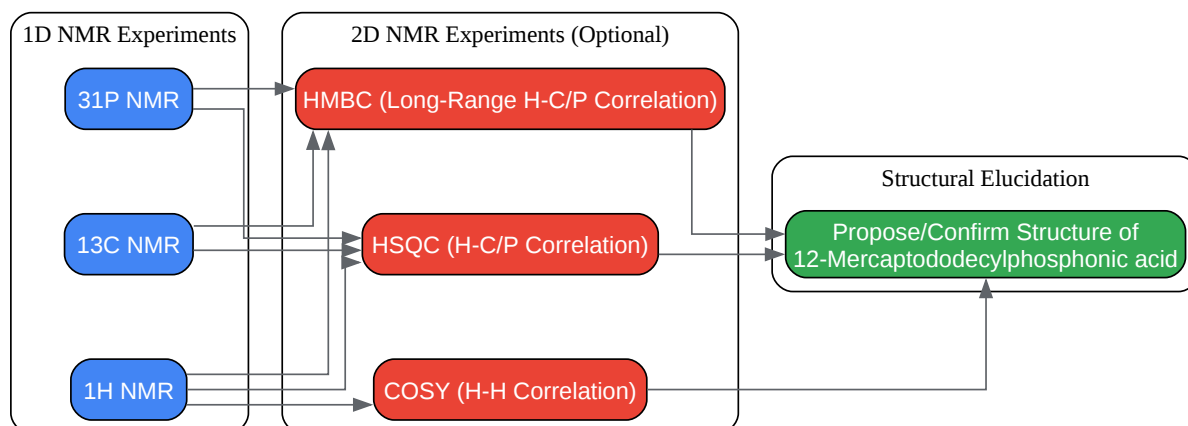 1D NMR Experiments
31P NMR
13C NMR
1H NMR
2D NMR Experiments (Optional)
HMBC (Long-Range H-C/P Correlation)
HSQC (H-C/P Correlation)
COSY (H-H Correlation)
Structural Elucidation
Propose/Confirm Structure of
12-Mercaptododecylphosphonic acid